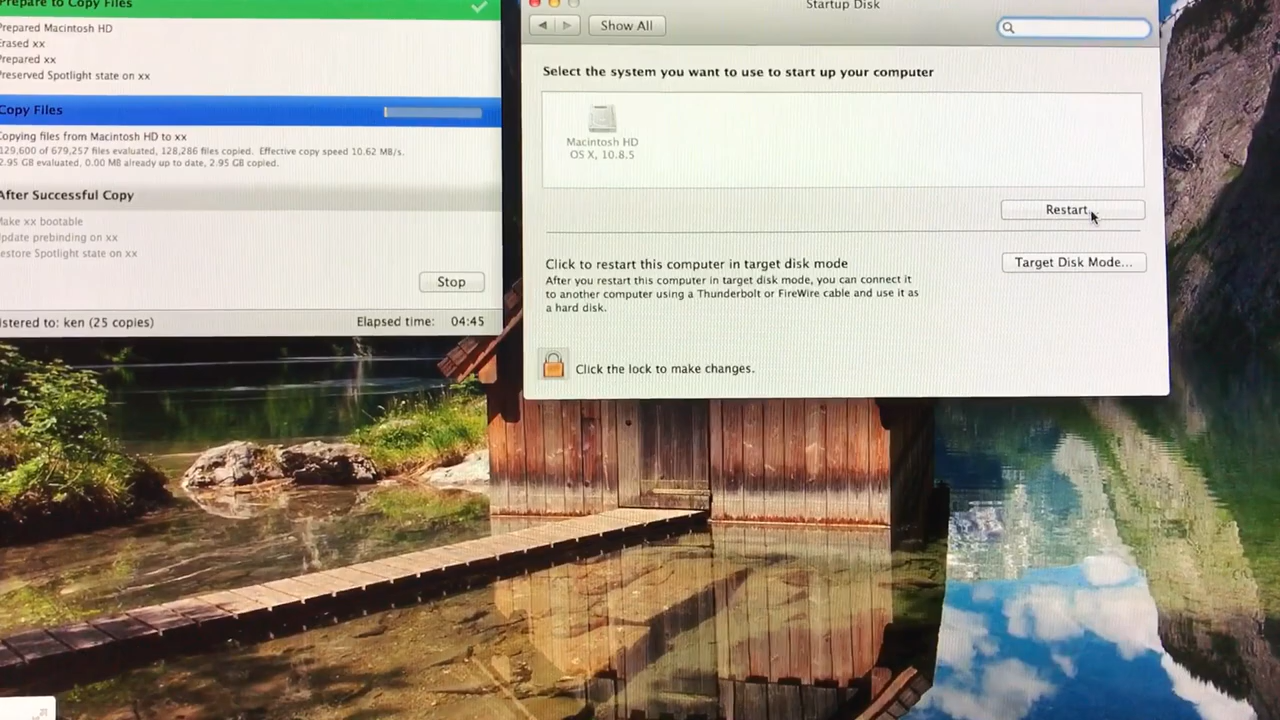 Prepare to Copy Files
Prepared Macintosh HD
Erased xx
Prepared xx
Preserved Spotlight state on xx
Copy Files
Copying files from Macintosh HD to xx
129,600 of 679,257 files evaluated, 128,286 files copied. Effective copy speed 10.62 MB/s.
2.95 GB evaluated, 0.00 MB already up to date, 2.95 GB copied.
After Successful Copy
Make xx bootable
Update prebinding on xx
Restore Spotlight state on xx
Stop
istered to: ken (25 copies)
Elapsed time: 04:45
Startup Disk
Show All
Select the system you want to use to start up your computer
Macintosh HD
OS X, 10.8.5
Restart
Click to restart this computer in target disk mode
Target Disk Mode...
After you restart this computer in target disk mode, you can connect it
to another computer using a Thunderbolt or FireWire cable and use it as
a hard disk.
Click the lock to make changes.